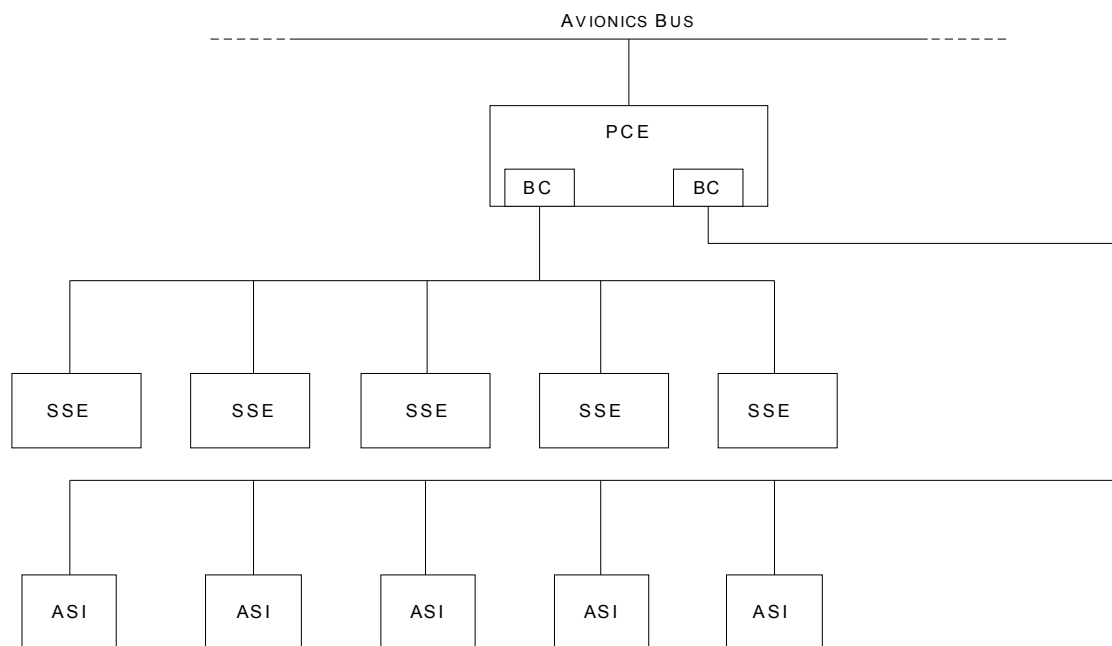 AVIONICS BUS
PCE
BC BC
SSE SSE SSE SSE SSE
ASI ASI ASI ASI ASI